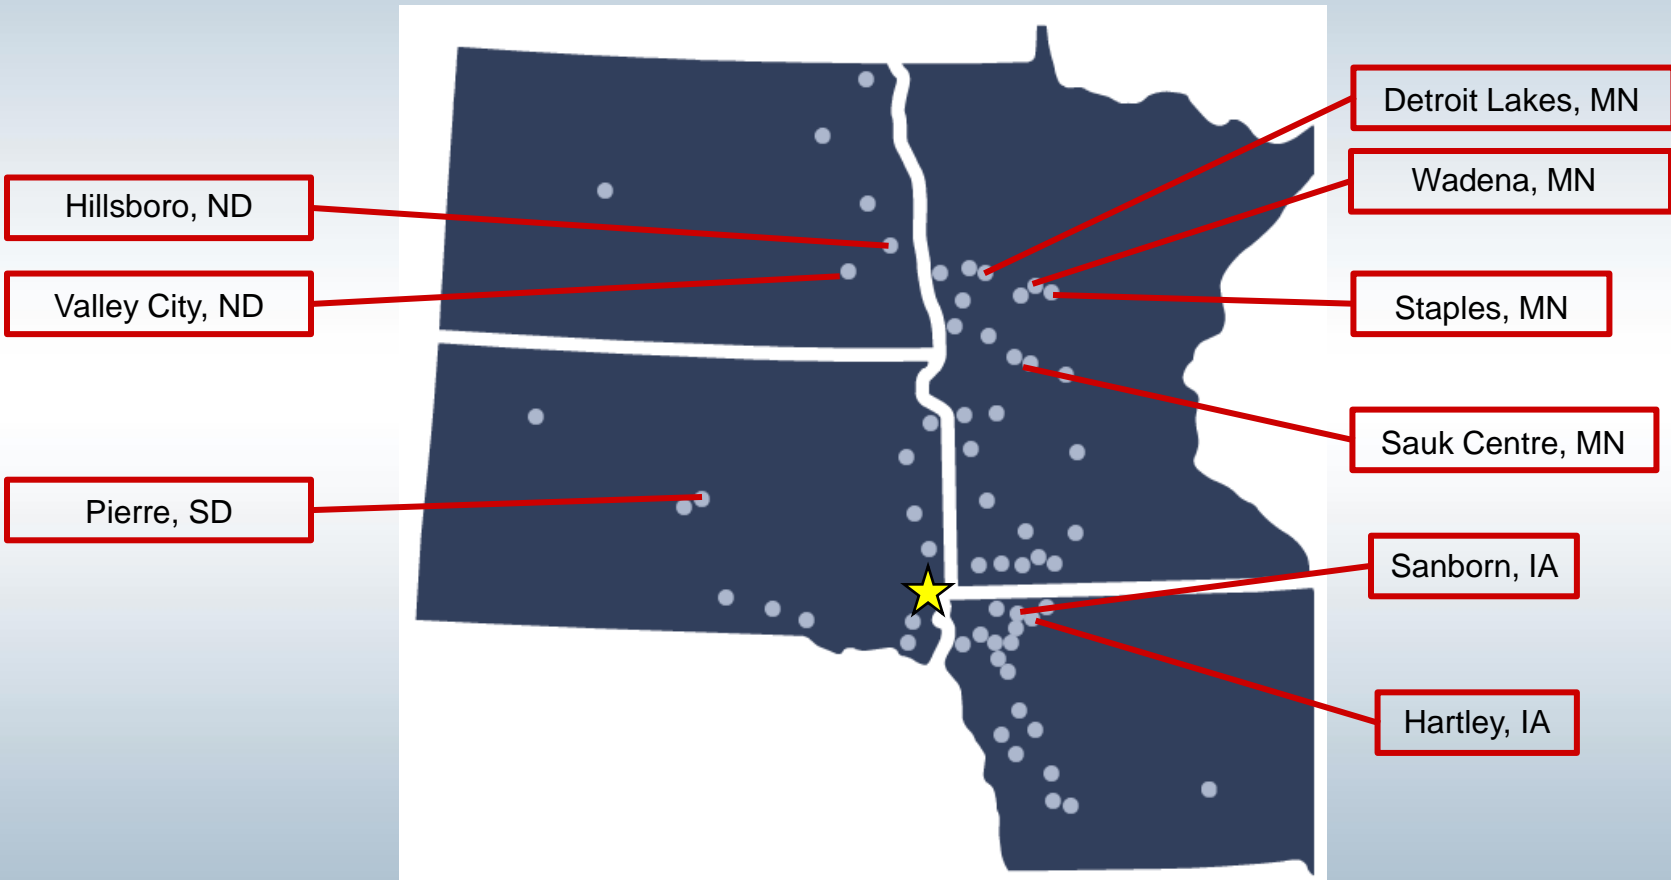 Hillsboro, ND
Valley City, ND
Pierre, SD
Detroit Lakes, MN
Wadena, MN
Staples, MN
Sauk Centre, MN
Sanborn, IA
Hartley, IA